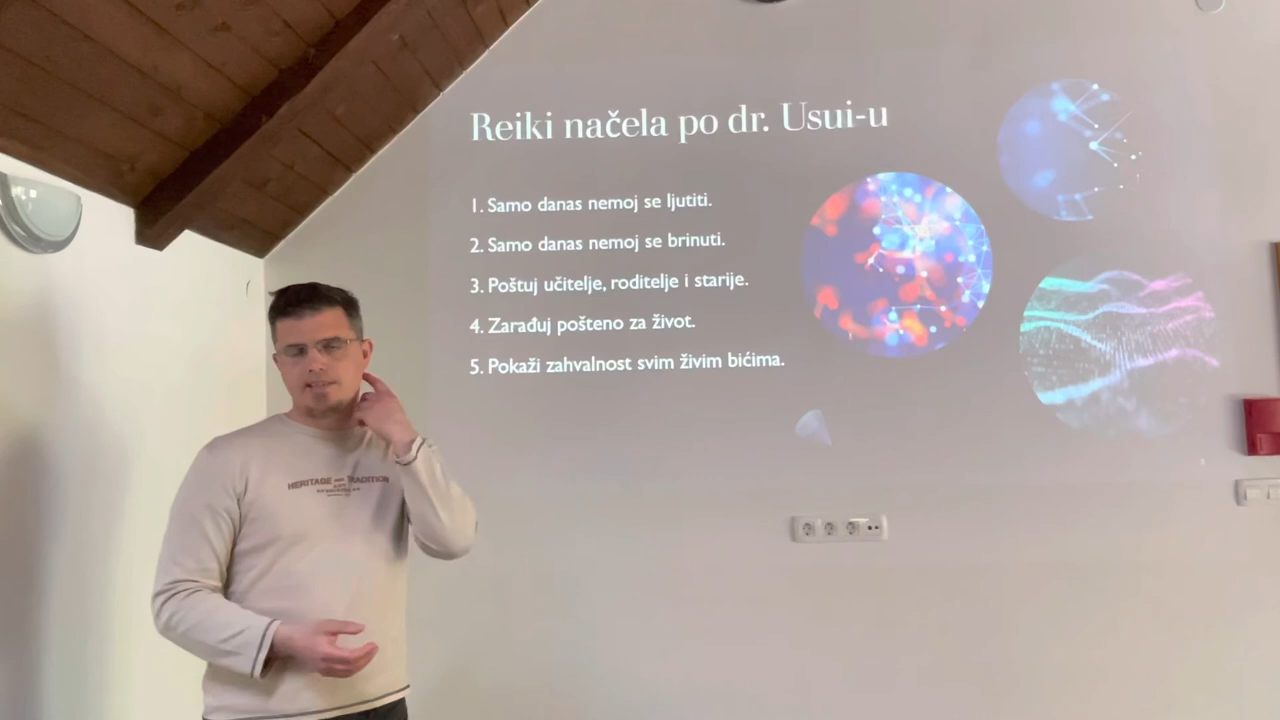 Reiki načela po dr. Usui-u
1. Samo danas nemoj se ljutiti.
2. Samo danas nemoj se brinuti.
3. Poštuj učitelje, roditelje i starije.
4. Zarađuj pošteno za život.
5. Pokaži zahvalnost svim živim bićima.
HERITAGE AND TRADITION